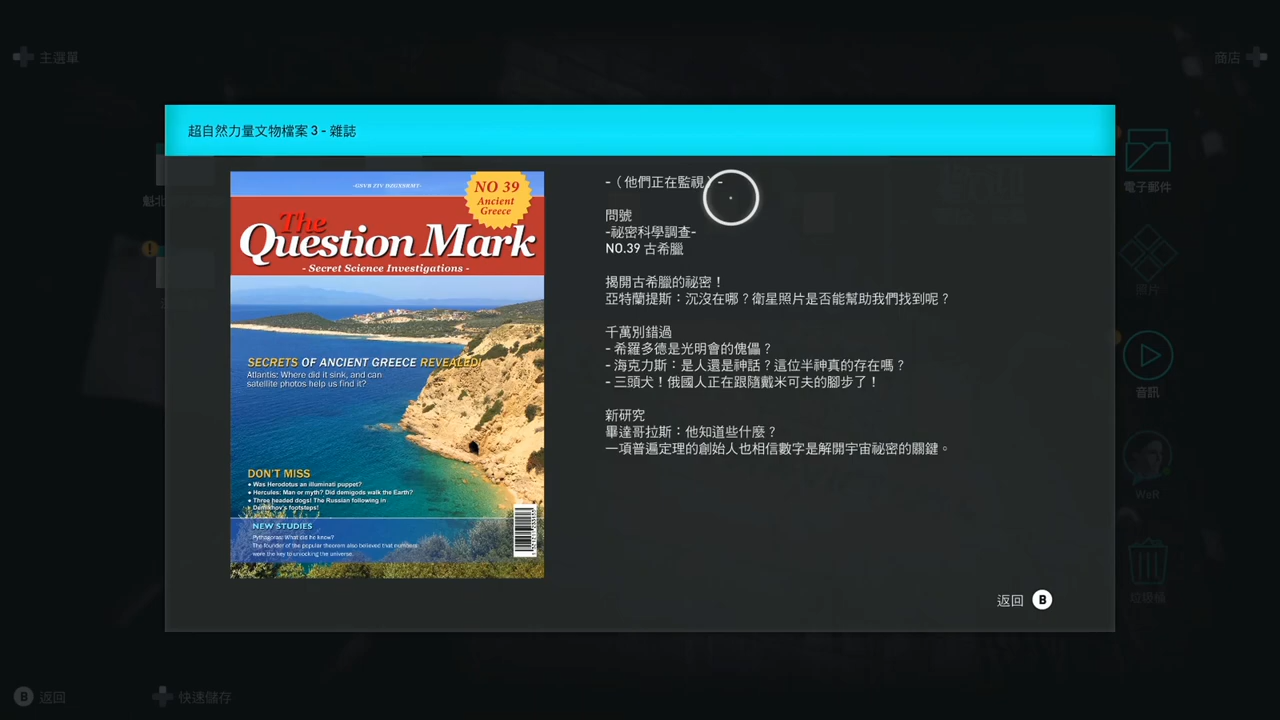 主選單
商店
超自然力量文物檔案 3 - 雜誌
NO 39
Ancient
Greece
The
Question Mark
- Secret Science Investigations -
SECRETS OF ANCIENT GREECE REVEALED!
Atlantis: Where did it sink, and can
satellite photos help us find it?
DON'T MISS
• Was Herodotus an illuminati puppet?
• Hercules: Man or myth? Did demigods walk the Earth?
• Three headed dogs! The Russian following in
Demikhov's footsteps!
NEW STUDIES
Pythagoras: What did he know?
The founder of the popular theorem also believed that numbers
were the key to unlocking the universe.
-（他們正在監視）-
問號
-祕密科學調查-
NO.39 古希臘
揭開古希臘的祕密！
亞特蘭提斯：沉沒在哪？衛星照片是否能幫助我們找到呢？
千萬別錯過
- 希羅多德是光明會的傀儡？
- 海克力斯：是人還是神話？這位半神真的存在嗎？
- 三頭犬！俄國人正在跟隨戴米可夫的腳步了！
新研究
畢達哥拉斯：他知道些什麼？
一項普遍定理的創始人也相信數字是解開宇宙祕密的關鍵。
電子郵件
照片
音訊
WeR
垃圾桶
返回 B
B 返回
快速儲存